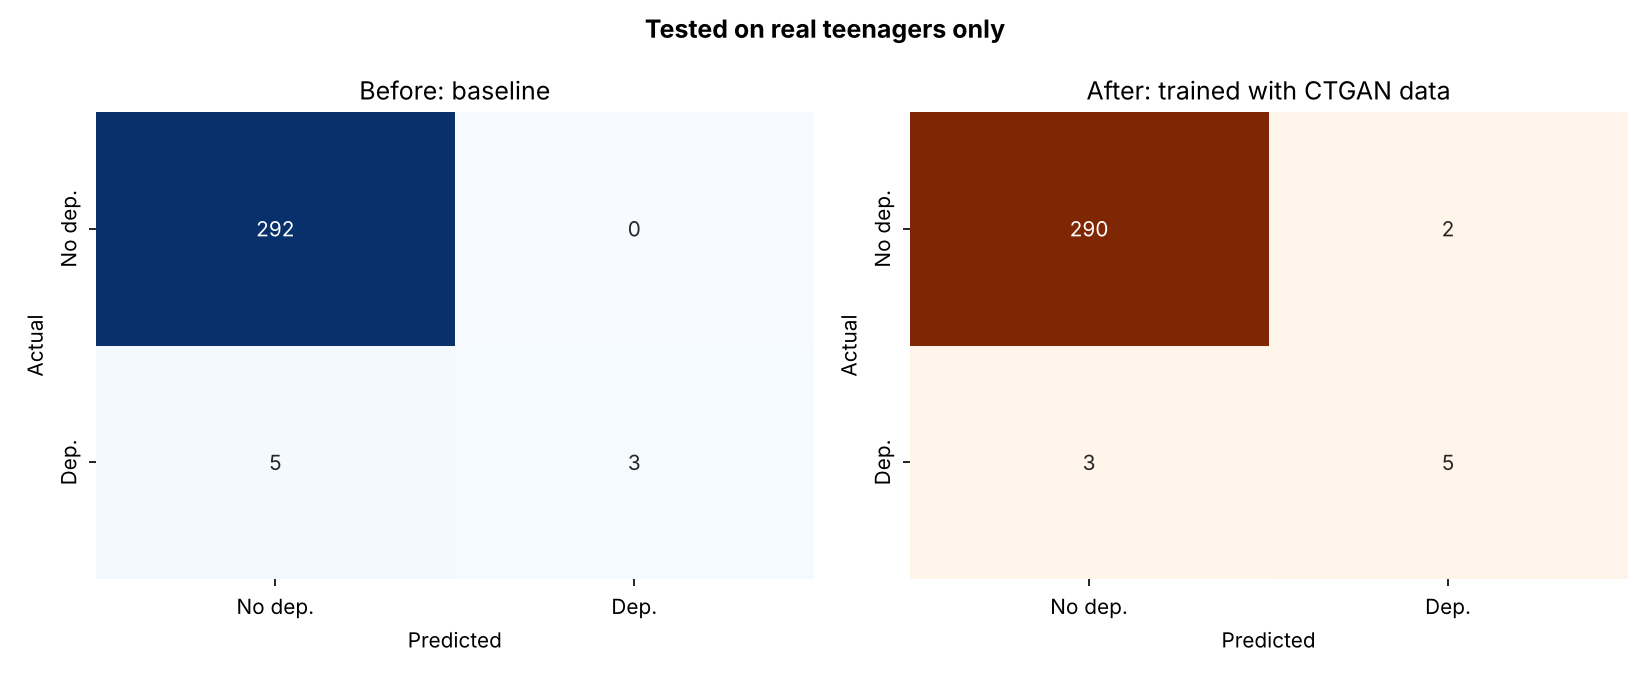 Tested on real teenagers only
Before: baseline
No dep.
292
0
Actual
Dep.
5
3
No dep.
Dep.
Predicted
After: trained with CTGAN data
No dep.
290
2
Actual
Dep.
3
5
No dep.
Dep.
Predicted